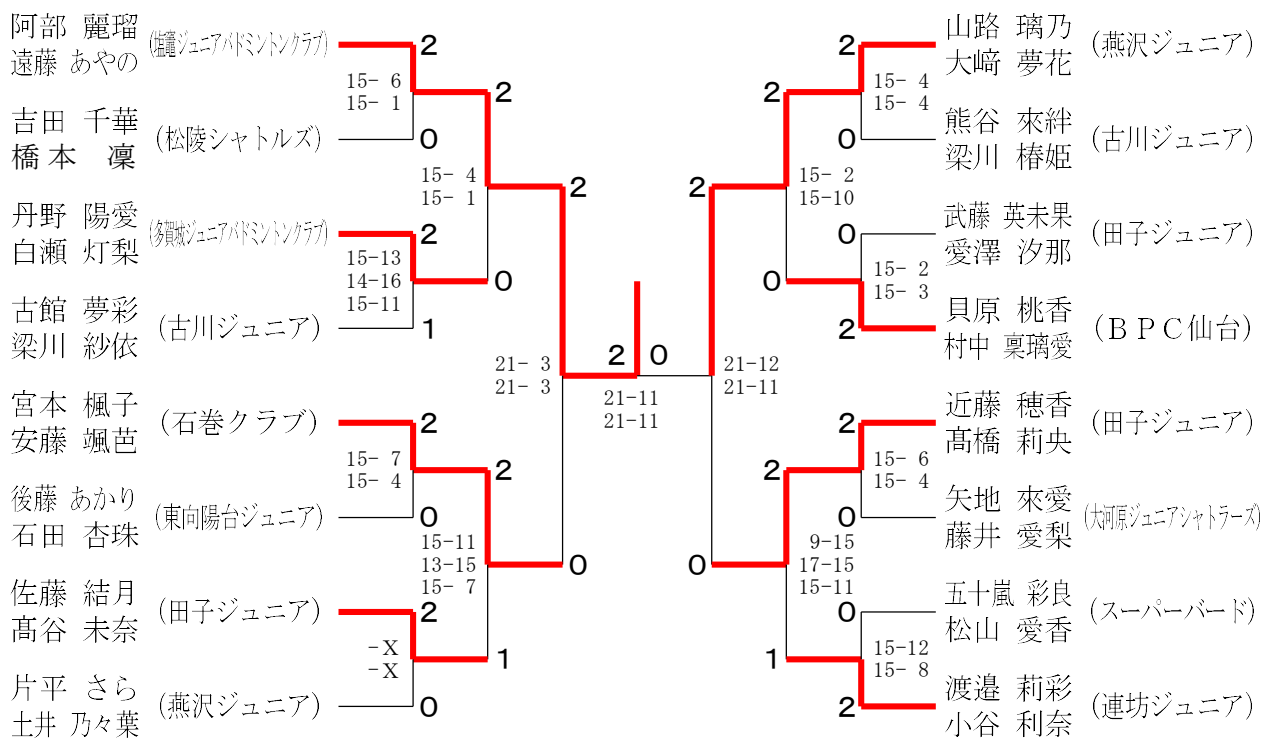 阿部 麗瑠
遠藤 あやの
(塩竈ジュニアバドミントンクラブ)
2
15- 6
15- 1
2
吉田 千華
橋本 凜
(松陵シャトルズ)
0
15- 4
15- 1
2
丹野 陽愛
白瀬 灯梨
(多賀城ジュニアバドミントンクラブ)
2
15-13
14-16
15-11
0
古館 夢彩
梁川 紗依
(古川ジュニア)
1
21- 3
21- 3
宮本 楓子
安藤 颯芭
(石巻クラブ)
2
15- 7
15- 4
2
後藤 あかり
石田 杏珠
(東向陽台ジュニア)
0
15-11
13-15
15- 7
0
佐藤 結月
髙谷 未奈
(田子ジュニア)
2
-X
-X
1
片平 さら
土井 乃々葉
(燕沢ジュニア)
0
2 0
21-11
21-11
山路 璃乃
大﨑 夢花
(燕沢ジュニア)
2
15- 4
15- 4
2
熊谷 來絆
梁川 椿姫
(古川ジュニア)
0
15- 2
15-10
2
武藤 英未果
愛澤 汐那
(田子ジュニア)
0
15- 2
15- 3
0
貝原 桃香
村中 稟璃愛
(BPC仙台)
2
21-12
21-11
近藤 穂香
髙橋 莉央
(田子ジュニア)
2
15- 6
15- 4
2
矢地 來愛
藤井 愛梨
(大河原ジュニアシャトラーズ)
0
9-15
17-15
15-11
0
五十嵐 彩良
松山 愛香
(スーパーバード)
0
15-12
15- 8
1
渡邉 莉彩
小谷 利奈
(連坊ジュニア)
2